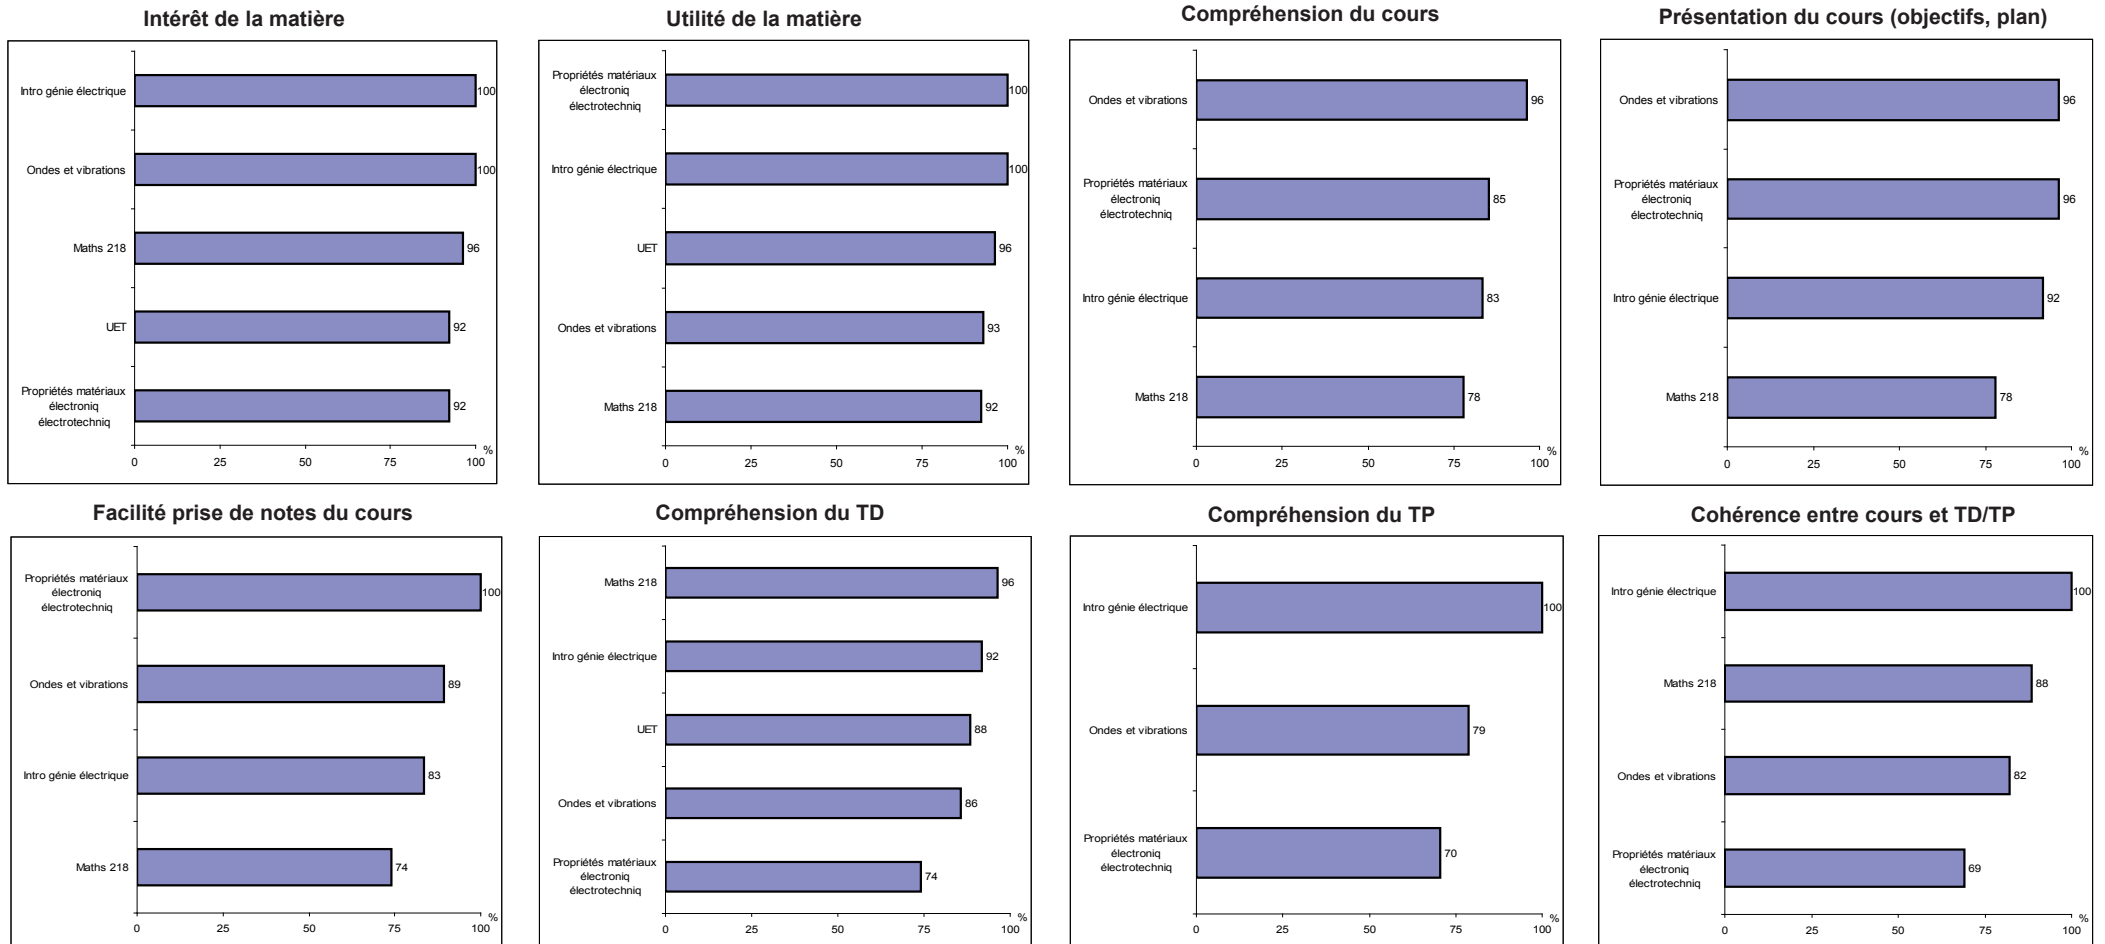 Intérêt de la matière
Intro génie électrique
100
Ondes et vibrations
100
Maths 218
96
UET
92
Propriétés matériaux
électroniq
électrotechniq
92
%
0 25 50 75 100
Utilité de la matière
Propriétés matériaux
électroniq
électrotechniq
100
Intro génie électrique
100
UET
96
Ondes et vibrations
93
Maths 218
92
%
0 25 50 75 100
Compréhension du cours
Ondes et vibrations
96
Propriétés matériaux
électroniq
électrotechniq
85
Intro génie électrique
83
Maths 218
78
%
0 25 50 75 100
Présentation du cours (objectifs, plan)
Ondes et vibrations
96
Propriétés matériaux
électroniq
électrotechniq
96
Intro génie électrique
92
Maths 218
78
%
0 25 50 75 100
Facilité prise de notes du cours
Propriétés matériaux
électroniq
électrotechniq
100
Ondes et vibrations
89
Intro génie électrique
83
Maths 218
74
%
0 25 50 75 100
Compréhension du TD
Maths 218
96
Intro génie électrique
92
UET
88
Ondes et vibrations
86
Propriétés matériaux
électroniq
électrotechniq
74
%
0 25 50 75 100
Compréhension du TP
Intro génie électrique
100
Ondes et vibrations
79
Propriétés matériaux
électroniq
électrotechniq
70
%
0 25 50 75 100
Cohérence entre cours et TD/TP
Intro génie électrique
100
Maths 218
88
Ondes et vibrations
82
Propriétés matériaux
électroniq
électrotechniq
69
%
0 25 50 75 100